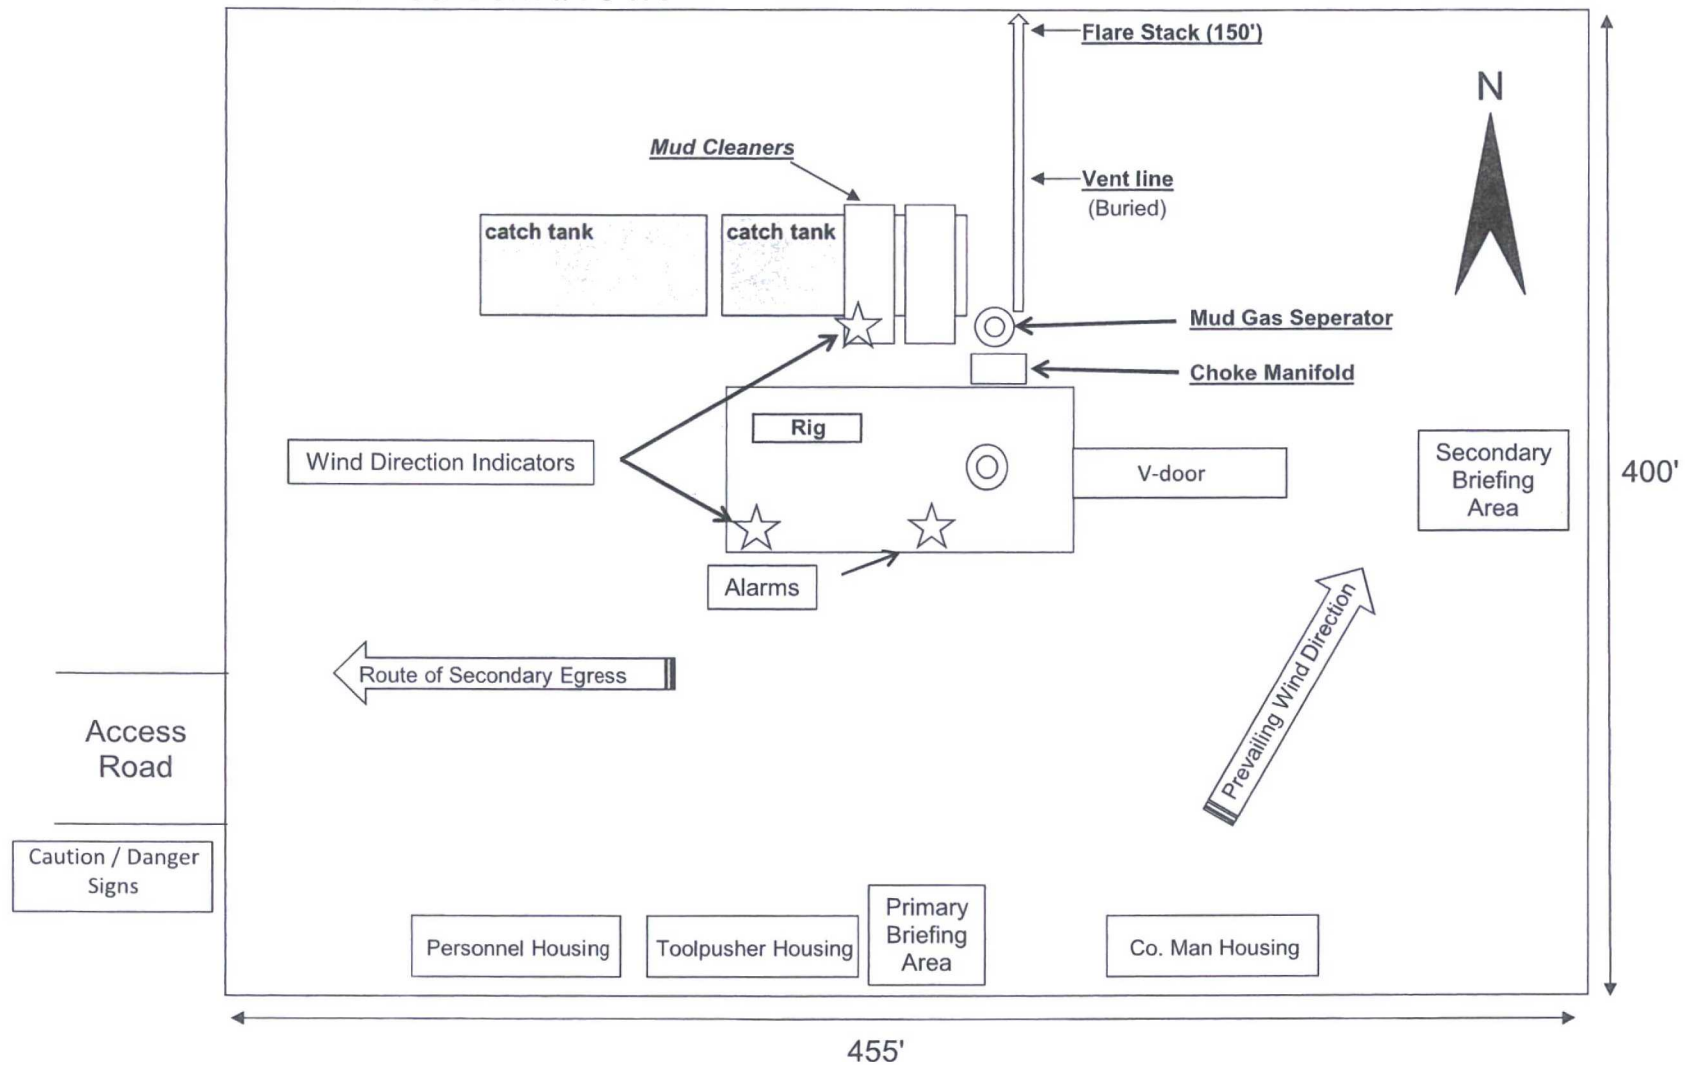 Flare Stack (150')
N
Mud Cleaners
Vent line
(Buried)
catch tank
catch tank
Mud Gas Seperator
Choke Manifold
Rig
Wind Direction Indicators
V-door
Secondary
Briefing
Area
400'
Alarms
Prevailing Wind Direction
Route of Secondary Egress
Access
Road
Caution / Danger
Signs
Primary
Briefing
Area
Personnel Housing
Toolpusher Housing
Co. Man Housing
455'